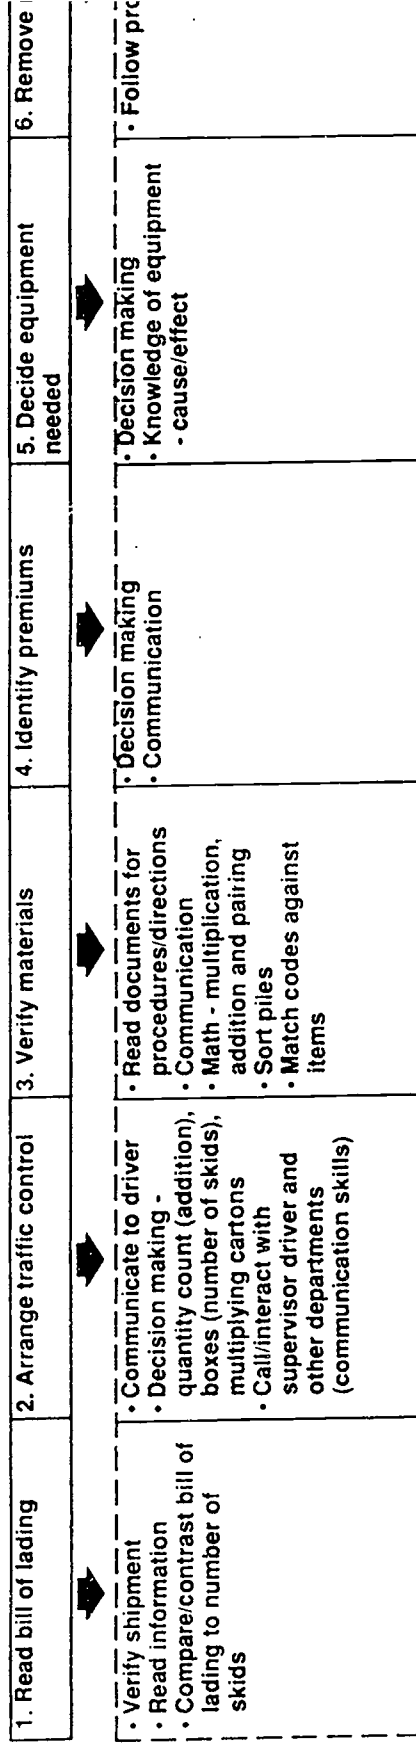 1. Read bill of lading
• Verify shipment
• Read information
• Compare/contrast bill of
lading to number of
skids
2. Arrange traffic control
• Communicate to driver
• Decision making -
quantity count (addition),
boxes (number of skids),
multiplying cartons
• Call/interact with
supervisor driver and
other departments
(communication skills)
3. Verify materials
• Read documents for
procedures/directions
• Communication
• Math - multiplication,
addition and pairing
• Sort piles
• Match codes against
items
4. Identify premiums
• Decision making
• Communication
5. Decide equipment
needed
• Decision making
• Knowledge of equipment
- cause/effect
6. Remove
• Follow pro